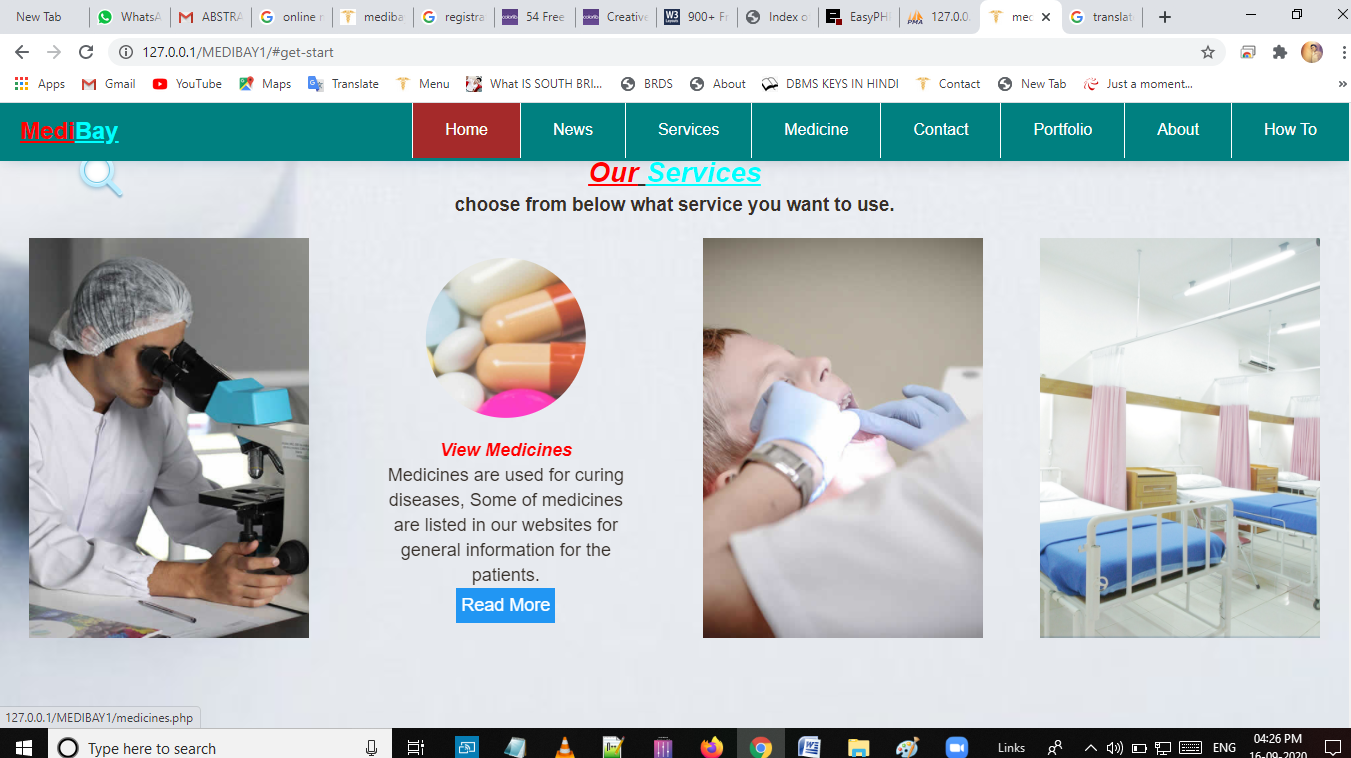 New Tab
WhatsA
ABSTRA
online r
mediba
registra
54 Free
Creative
900+ Fr
Index o
EasyPHP
127.0.0.
med
translat
127.0.0.1/MEDIBAY1/#get-start
Apps
Gmail
YouTube
Maps
Translate
Menu
What IS SOUTH BRI...
BRDS
About
DBMS KEYS IN HINDI
Contact
New Tab
Just a moment...
MediBay
Home
News
Services
Medicine
Contact
Portfolio
About
How To
Our Services
choose from below what service you want to use.
View Medicines
Medicines are used for curing
diseases, Some of medicines
are listed in our websites for
general information for the
patients.
Read More
127.0.0.1/MEDIBAY1/medicines.php
Type here to search
Links
ENG
04:26 PM
16-09-2020